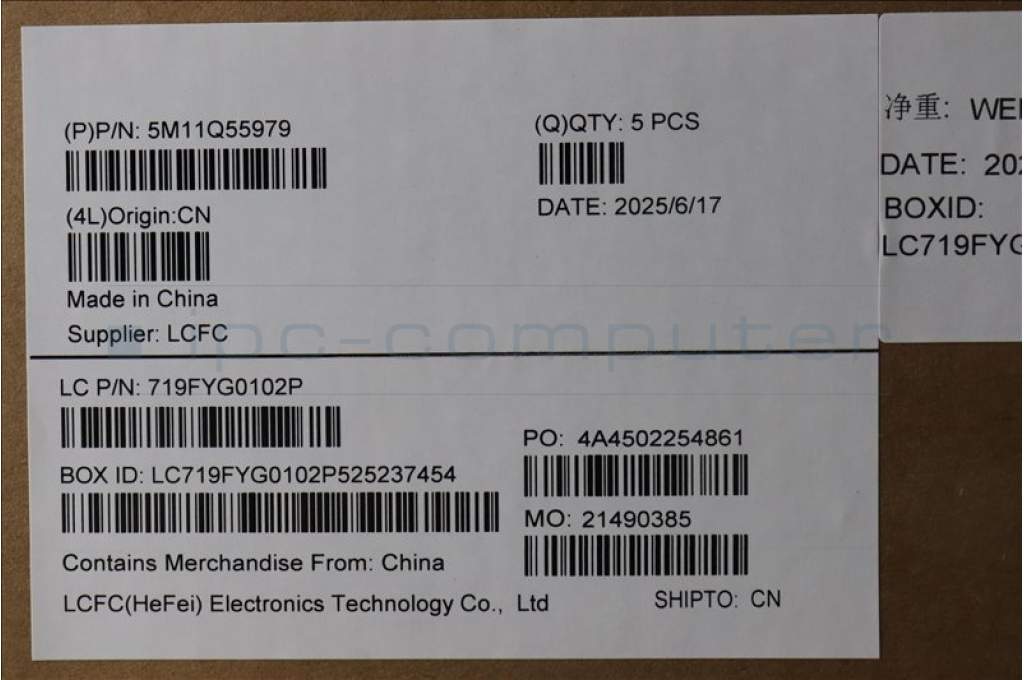 (P)P/N: 5M11Q55979
(Q)QTY: 5 PCS
(4L)Origin:CN
DATE: 2025/6/17
Made in China
Supplier: LCFC
ipc-computer
LC P/N: 719FYG0102P
PO: 4A4502254861
BOX ID: LC719FYG0102P525237454
MO: 21490385
Contains Merchandise From: China
LCFC(HeFei) Electronics Technology Co., Ltd
SHIPTO: CN
净重:
DATE:
BOXID: